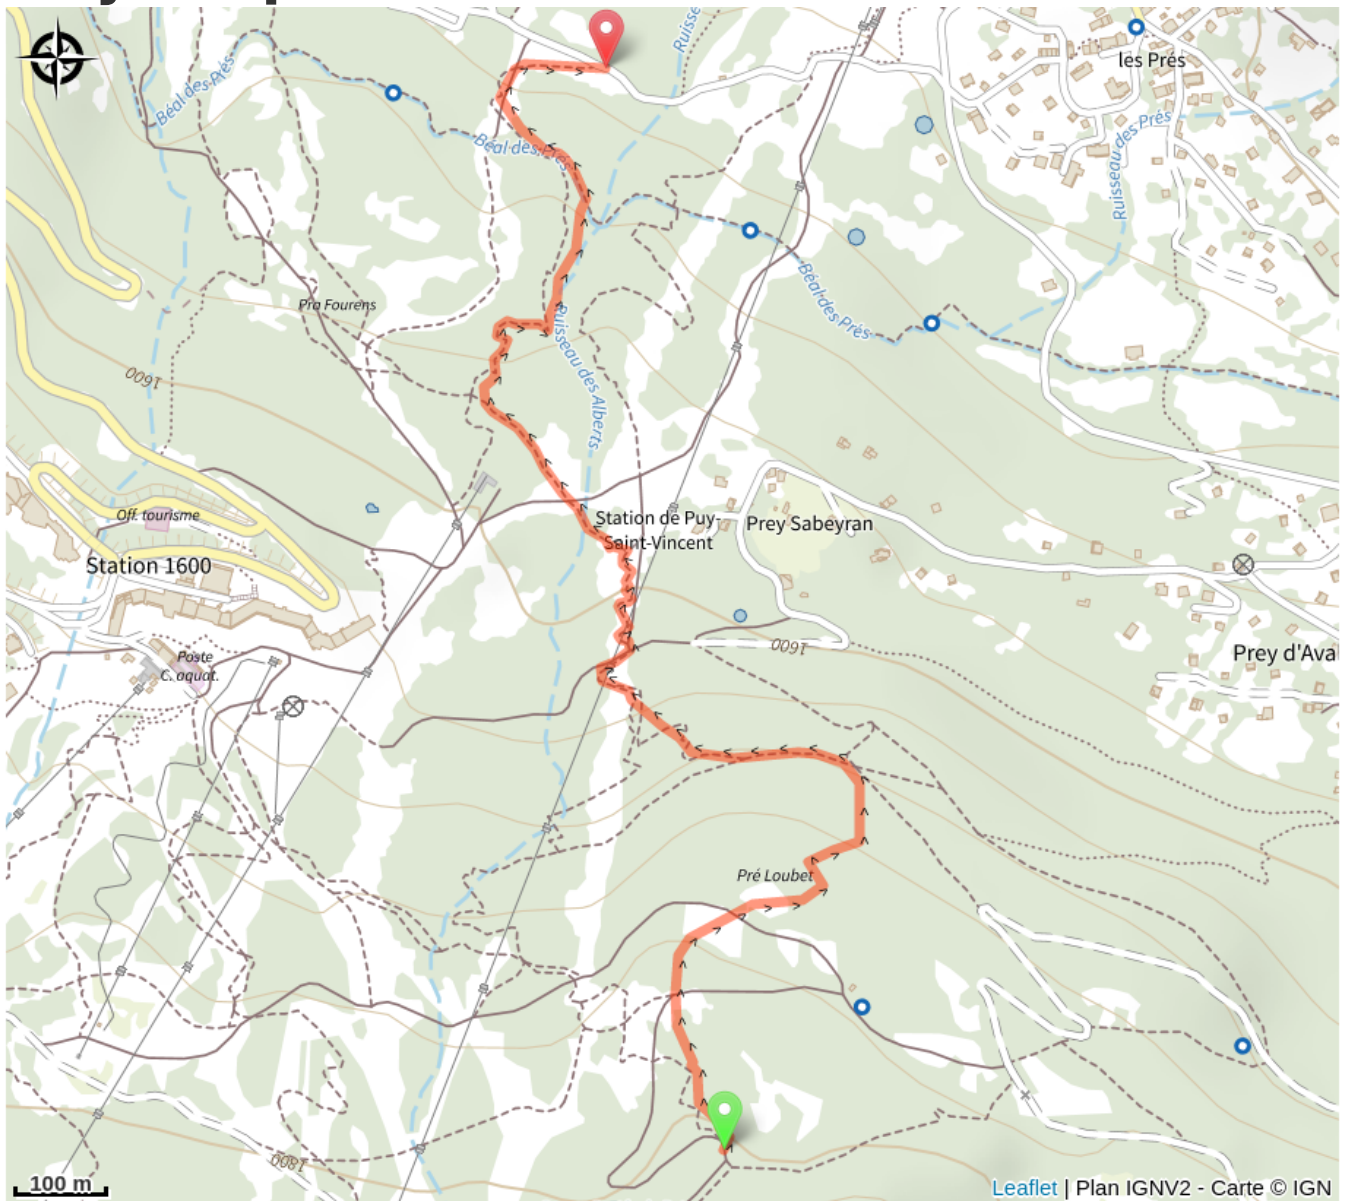 Ruisse
les Prés
Béal des Prés
Ruisseau des Prés
Béal des Prés
Béal des Prés
Pra Fourens
Ruisseau des Alberts
1600
Off. tourisme
Station de Puy-
Saint-Vincent
Prey Sabeyran
Station 1600
1600
Prey d'Aval
Poste
C. aquat.
Pré Loubet
1800
100 m
Leaflet | Plan IGNV2 - Carte © IGN